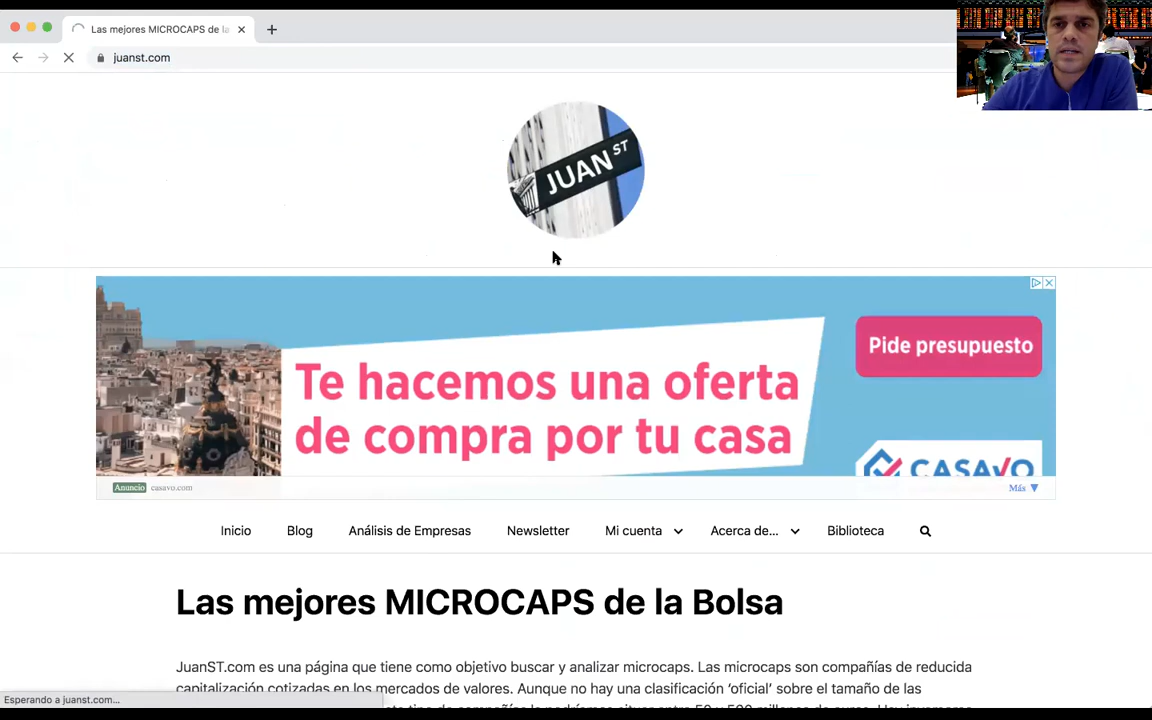 Las mejores MICROCAPS de la
juanst.com
JUAN ST
Te hacemos una oferta
de compra por tu casa
Pide presupuesto
CASAVO
Anuncio casavo.com
Más
Inicio Blog Análisis de Empresas Newsletter Mi cuenta Acerca de... Biblioteca
Las mejores MICROCAPS de la Bolsa
JuanST.com es una página que tiene como objetivo buscar y analizar microcaps. Las microcaps son compañías de reducida
capitalización cotizadas en los mercados de valores. Aunque no hay una clasificación 'oficial' sobre el tamaño de las
Esperando a juanst.com...